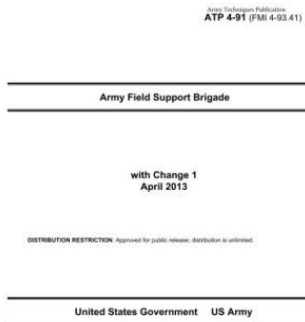 Army Techniques Publication
ATP 4-91 (FMI 4-93.41)
Army Field Support Brigade
with Change 1
April 2013
DISTRIBUTION RESTRICTION: Approved for public release; distribution is unlimited.
United States Government US Army